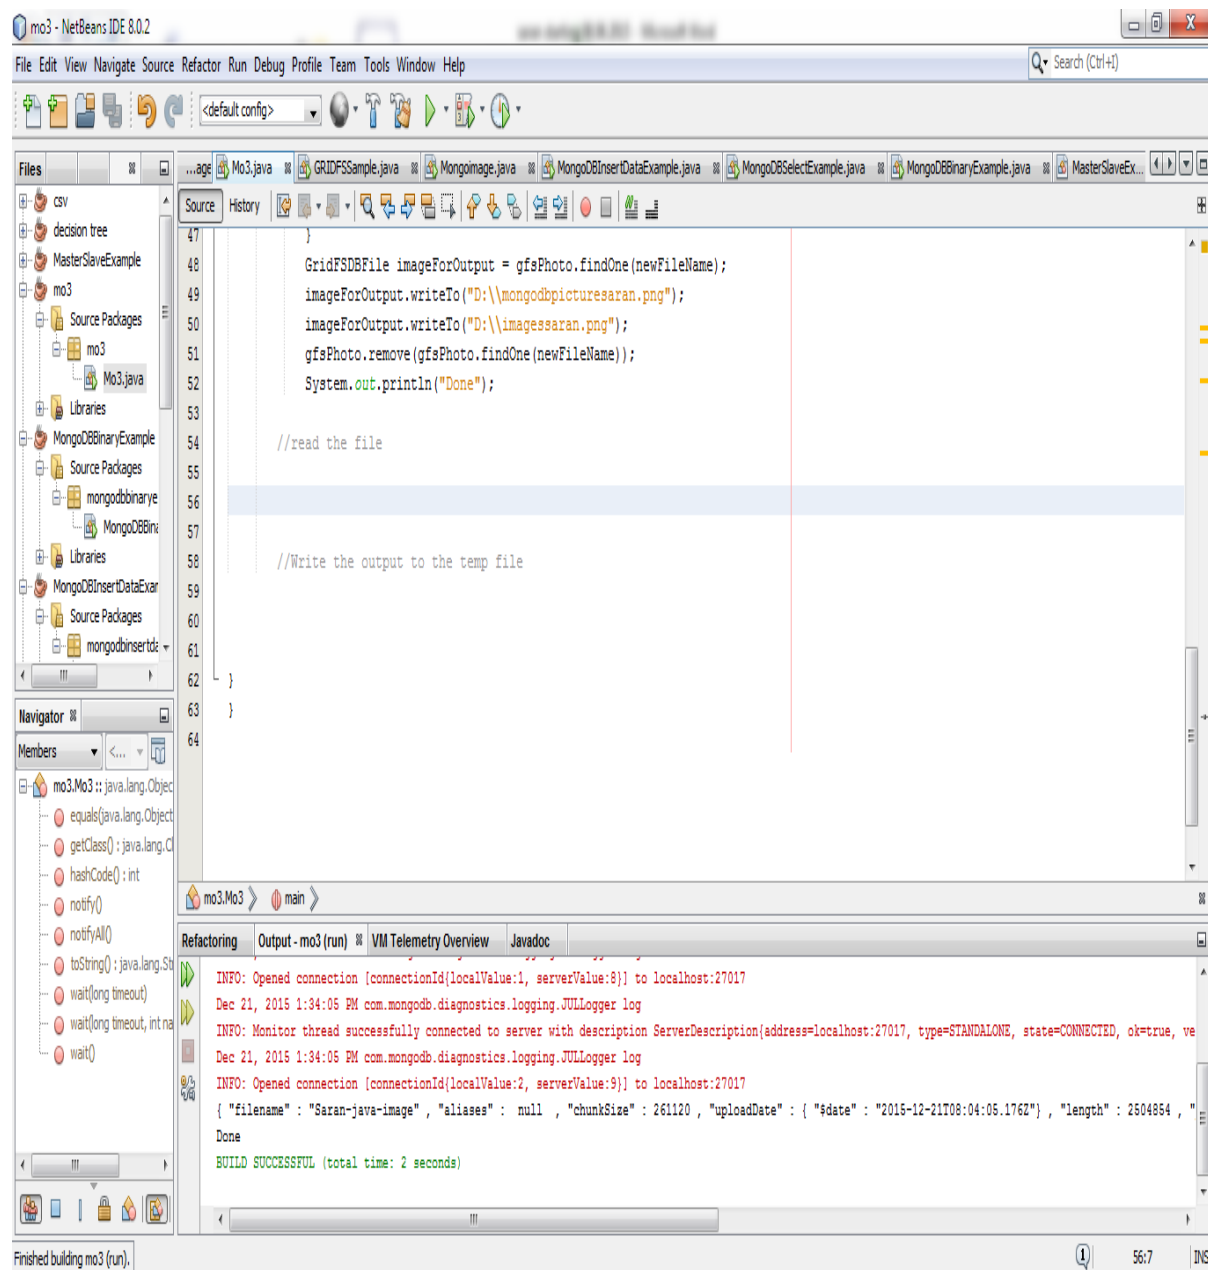 mo3 - NetBeans IDE 8.0.2
File Edit View Navigate Source Refactor Run Debug Profile Team Tools Window Help
Search (Ctrl+I)
<default config>
Files
...age
Mo3.java
GRIDFSSample.java
Mongoimage.java
MongoDBInsertDataExample.java
MongoDBSelectExample.java
MongoDBBinaryExample.java
MasterSlaveEx...
Source
History
CSV
decision tree
MasterSlaveExample
mo3
Source Packages
mo3
Mo3.java
Libraries
MongoDBBinaryExample
Source Packages
mongodbbinarye
MongoDBBina
Libraries
MongoDBInsertDataExar
Source Packages
mongodbinsertda
47 }
48 GridFSDBFile imageForOutput = gfsPhoto.findOne(newFileName);
49 imageForOutput.writeTo("D:\\mongodbpicturesaran.png");
50 imageForOutput.writeTo("D:\\imagessaran.png");
51 gfsPhoto.remove(gfsPhoto.findOne(newFileName));
52 System.out.println("Done");
53
54 //read the file
55
56
57
58 //Write the output to the temp file
59
60
61
62 }
63 }
64
Navigator
Members
<...
mo3.Mo3 :: java.lang.Objec
equals(java.lang.Object
getClass() : java.lang.Cl
hashCode() : int
notify()
notifyAll()
toString() : java.lang.St
wait(long timeout)
wait(long timeout, int na
wait()
mo3.Mo3
main
Refactoring
Output - mo3 (run)
VM Telemetry Overview
Javadoc
INFO: Opened connection [connectionId{localValue:1, serverValue:8}] to localhost:27017
Dec 21, 2015 1:34:05 PM com.mongodb.diagnostics.logging.JULLogger log
INFO: Monitor thread successfully connected to server with description ServerDescription{address=localhost:27017, type=STANDALONE, state=CONNECTED, ok=true, ve
Dec 21, 2015 1:34:05 PM com.mongodb.diagnostics.logging.JULLogger log
INFO: Opened connection [connectionId{localValue:2, serverValue:9}] to localhost:27017
{ "filename" : "Saran-java-image" , "aliases" : null , "chunkSize" : 261120 , "uploadDate" : { "$date" : "2015-12-21T08:04:05.176Z"} , "length" : 2504854 , "
Done
BUILD SUCCESSFUL (total time: 2 seconds)
Finished building mo3 (run).
1
56:7
INS